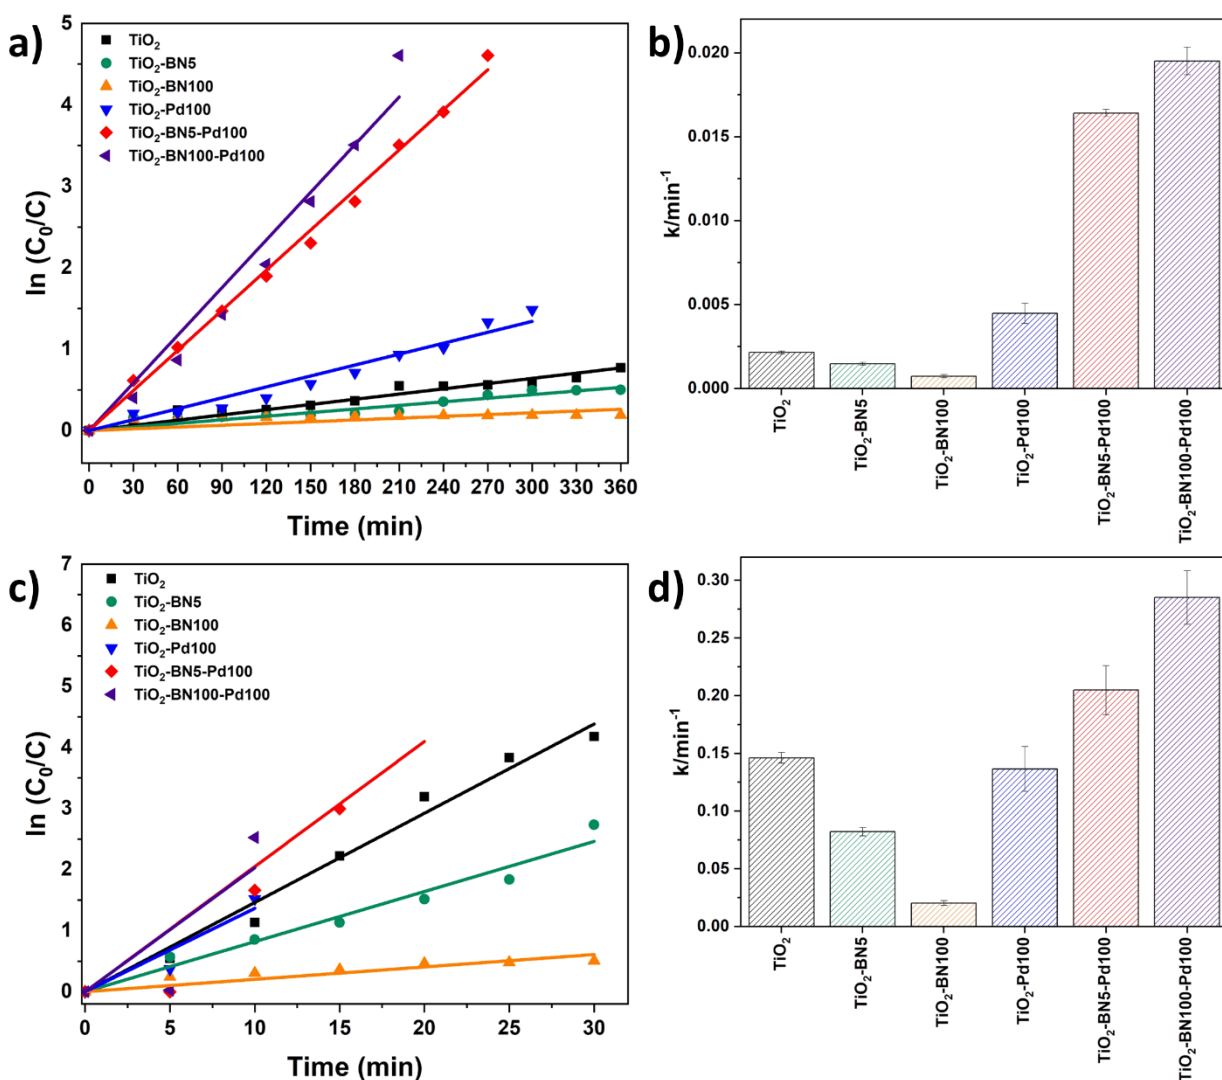 a)
ln (C₀/C)
5
4
3
2
1
0
TiO₂
TiO₂-BN5
TiO₂-BN100
TiO₂-Pd100
TiO₂-BN5-Pd100
TiO₂-BN100-Pd100
0 30 60 90 120 150 180 210 240 270 300 330 360
Time (min)
b)
k/min⁻¹
0.020
0.015
0.010
0.005
0.000
TiO₂
TiO₂-BN5
TiO₂-BN100
TiO₂-Pd100
TiO₂-BN5-Pd100
TiO₂-BN100-Pd100
c)
ln (C₀/C)
7
6
5
4
3
2
1
0
TiO₂
TiO₂-BN5
TiO₂-BN100
TiO₂-Pd100
TiO₂-BN5-Pd100
TiO₂-BN100-Pd100
0 5 10 15 20 25 30
Time (min)
d)
k/min⁻¹
0.30
0.25
0.20
0.15
0.10
0.05
0.00
TiO₂
TiO₂-BN5
TiO₂-BN100
TiO₂-Pd100
TiO₂-BN5-Pd100
TiO₂-BN100-Pd100